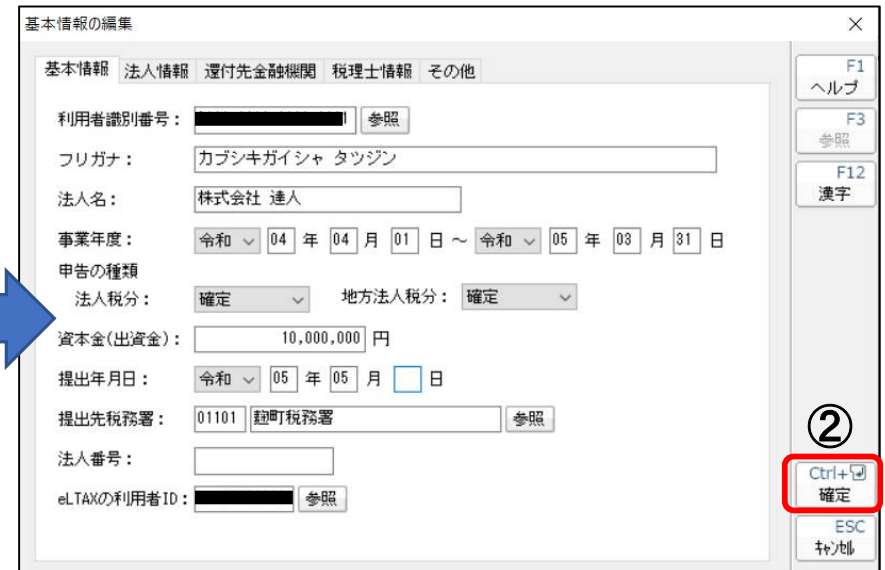 基本情報の編集
基本情報 法人情報 還付先金融機関 税理士情報 その他
利用者識別番号： 参照
フリガナ： カブシキガイシャ タツジン
法人名： 株式会社 達人
事業年度： 令和 04 年 04 月 01 日 ～ 令和 05 年 03 月 31 日
申告の種類
法人税分： 確定 地方法人税分： 確定
資本金(出資金)： 10,000,000 円
提出年月日： 令和 05 年 05 月 日
提出先税務署： 01101 麹町税務署 参照
法人番号：
eLTAXの利用者ID： 参照
F1
ヘルプ
F3
参照
F12
漢字
②
Ctrl+
確定
ESC
ｷｬﾝｾﾙ